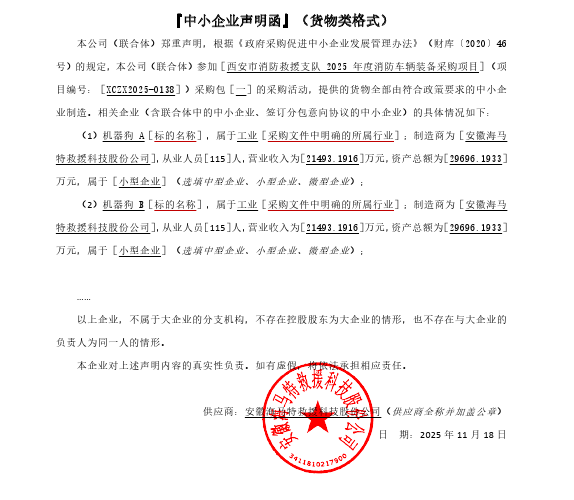 『中小企业声明函』（货物类格式）
本公司（联合体）郑重声明，根据《政府采购促进中小企业发展管理办法》（财库〔2020〕46
号）的规定，本公司（联合体）参加［西安市消防救援支队 2025 年度消防车辆装备采购项目］（项
目编号：［XCZX2025-0138］）采购包［一］的采购活动，提供的货物全部由符合政策要求的中小企
业制造。相关企业（含联合体中的中小企业、签订分包意向协议的中小企业）的具体情况如下：
（1）机器狗 A［标的名称］，属于工业［采购文件中明确的所属行业］；制造商为［安徽海马
特救援科技股份公司］，从业人员[115]人，营业收入为[21493.1916]万元，资产总额为[29696.1933]
万元，属于［小型企业］（选填中型企业、小型企业、微型企业）；
（2）机器狗 B［标的名称］，属于工业［采购文件中明确的所属行业］；制造商为［安徽海马
特救援科技股份公司］，从业人员[115]人，营业收入为[21493.1916]万元，资产总额为[29696.1933]
万元，属于［小型企业］（选填中型企业、小型企业、微型企业）；
……
以上企业，不属于大企业的分支机构，不存在控股股东为大企业的情形，也不存在与大企业的
负责人为同一人的情形。
本企业对上述声明内容的真实性负责。如有虚假，将依法承担相应责任。
供应商：安徽海马特救援科技股份公司（供应商全称并加盖公章）
日　期：2025 年 11 月 18 日
安徽海马特救援科技股份公司
3411810217900